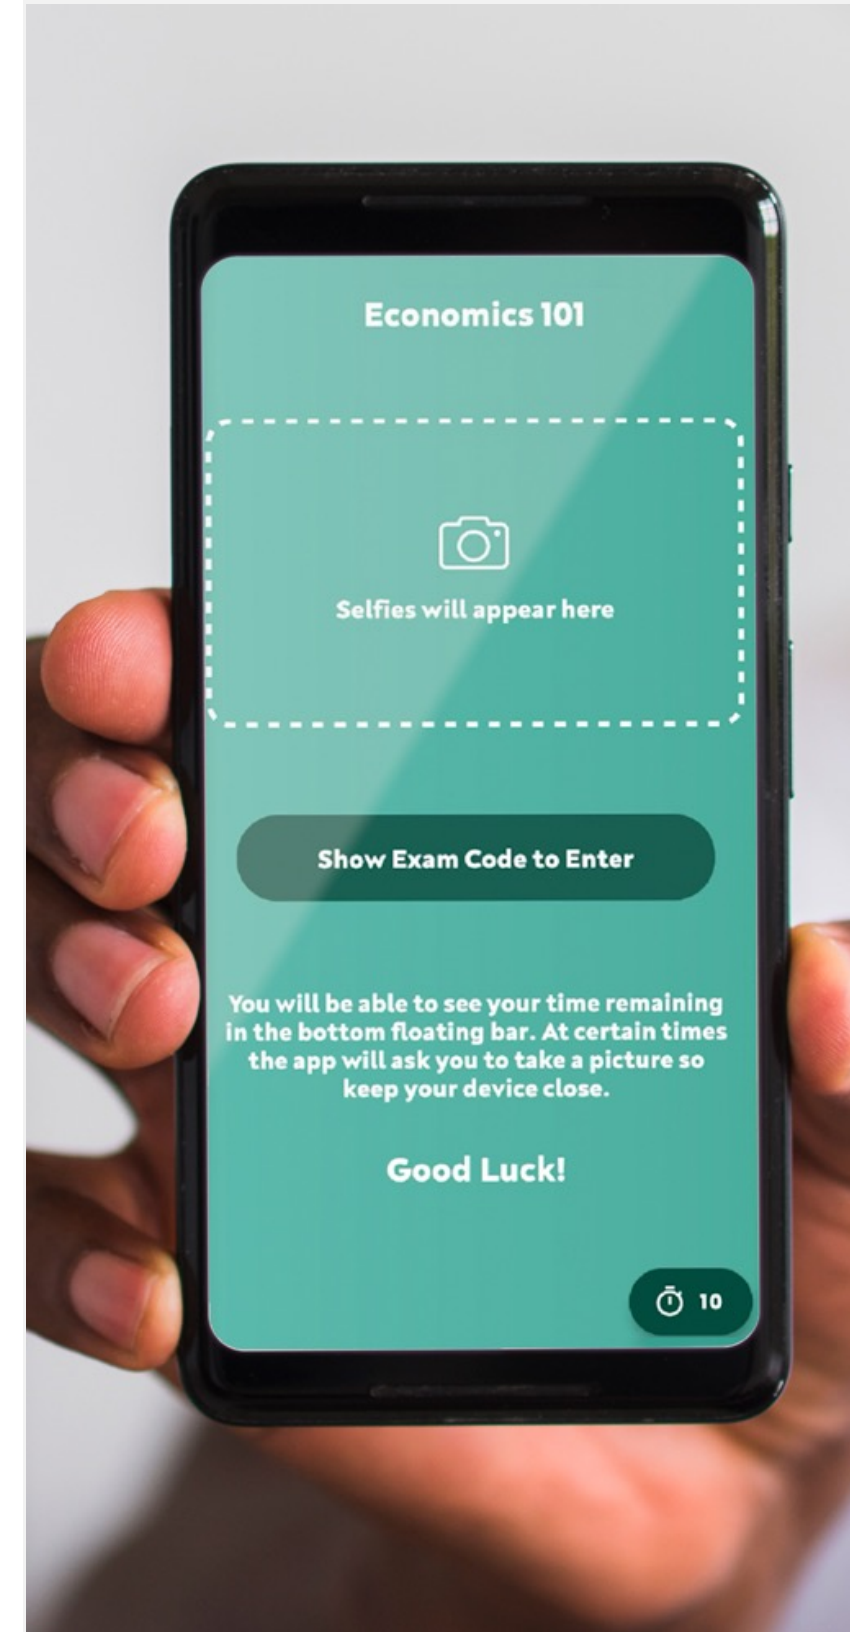 Economics 101
Selfies will appear here
Show Exam Code to Enter
You will be able to see your time remaining
in the bottom floating bar. At certain times
the app will ask you to take a picture so
keep your device close.
Good Luck!
10